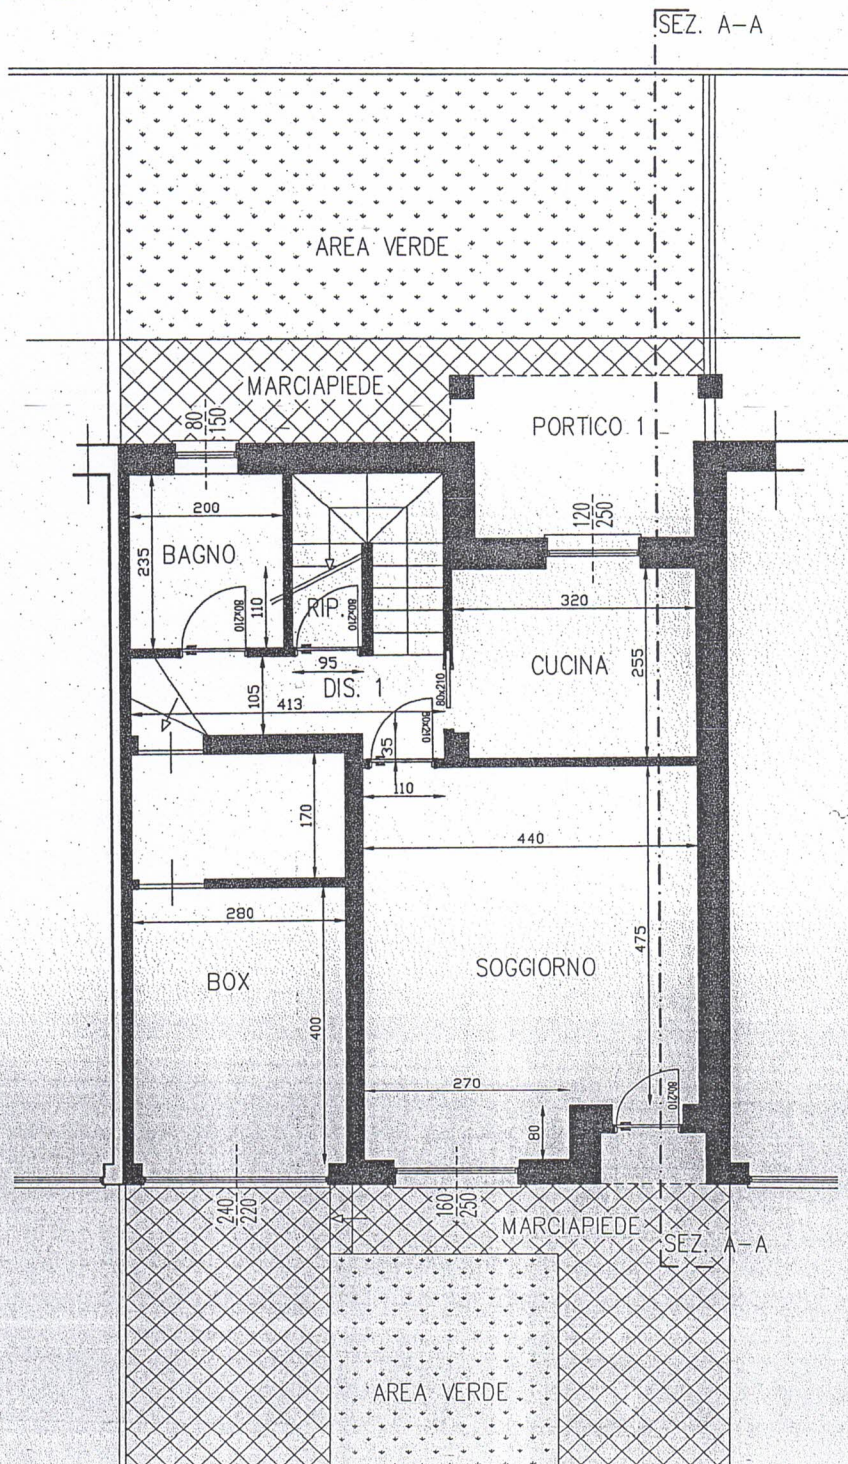 SEZ. A-A
AREA VERDE
MARCIAPIEDE
80
150
PORTICO 1
120
250
200
235
BAGNO
110
80x210
RIP.
80x210
320
CUCINA
255
95
DIS. 1
105
413
80x210
80x210
35
110
170
440
280
BOX
400
SOGGIORNO
475
270
80
80x210
240
220
160
250
MARCIAPIEDE
SEZ. A-A
AREA VERDE